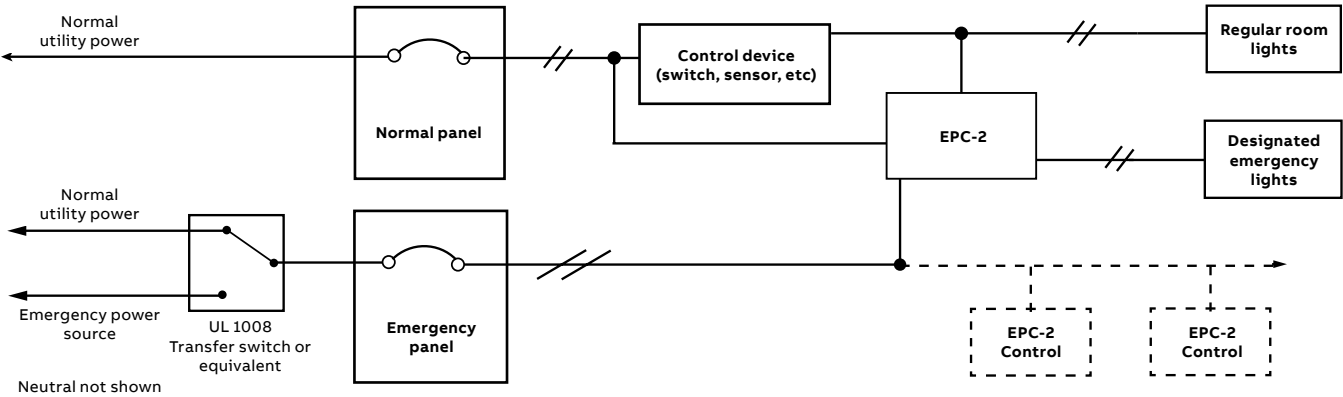 Normal
utility power
Normal panel
Control device
(switch, sensor, etc)
Regular room
lights
EPC-2
Designated
emergency
lights
Normal
utility power
Emergency power
source
UL 1008
Transfer switch or
equivalent
Emergency
panel
EPC-2
Control
EPC-2
Control
Neutral not shown